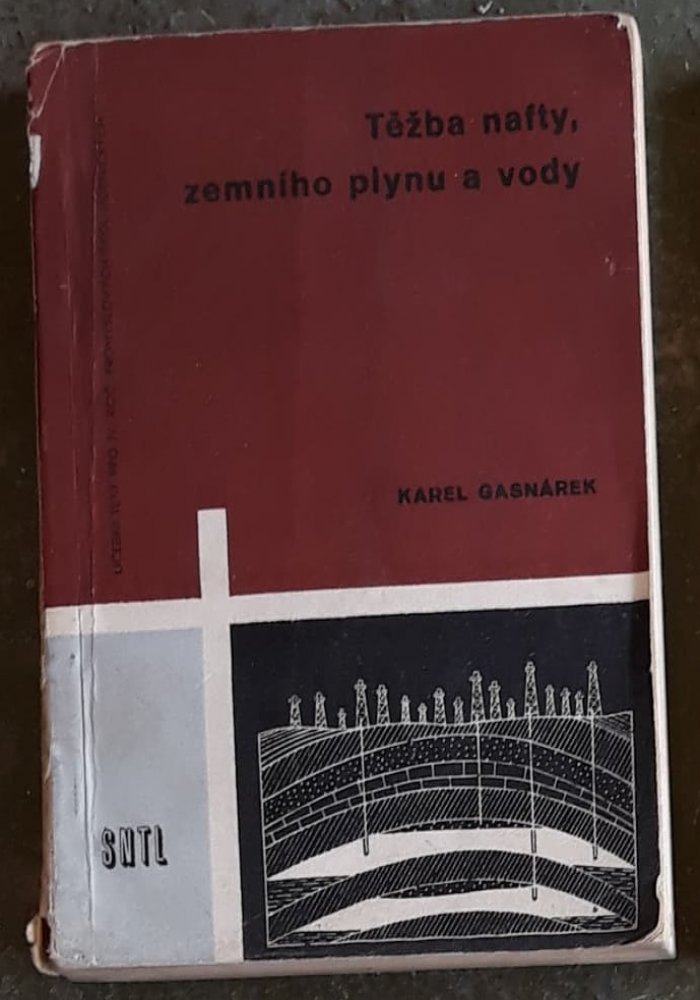 Těžba nafty,
zemního plynu a vody
KAREL GASNÁREK
SNTL